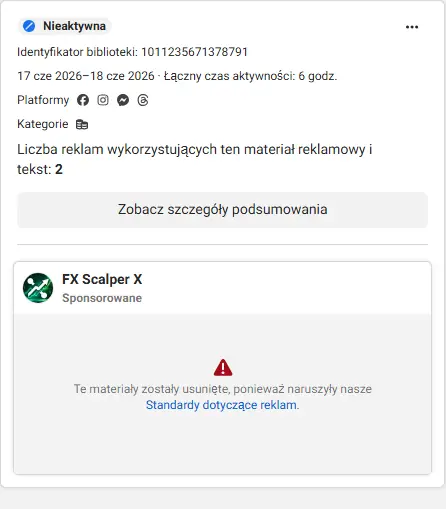 Nieaktywna
Identyfikator biblioteki: 1011235671378791
17 cze 2026–18 cze 2026 · Łączny czas aktywności: 6 godz.
Platformy
Kategorie
Liczba reklam wykorzystujących ten materiał reklamowy i
tekst: 2
Zobacz szczegóły podsumowania
FX Scalper X
Sponsorowane
Te materiały zostały usunięte, ponieważ naruszyły nasze
Standardy dotyczące reklam.